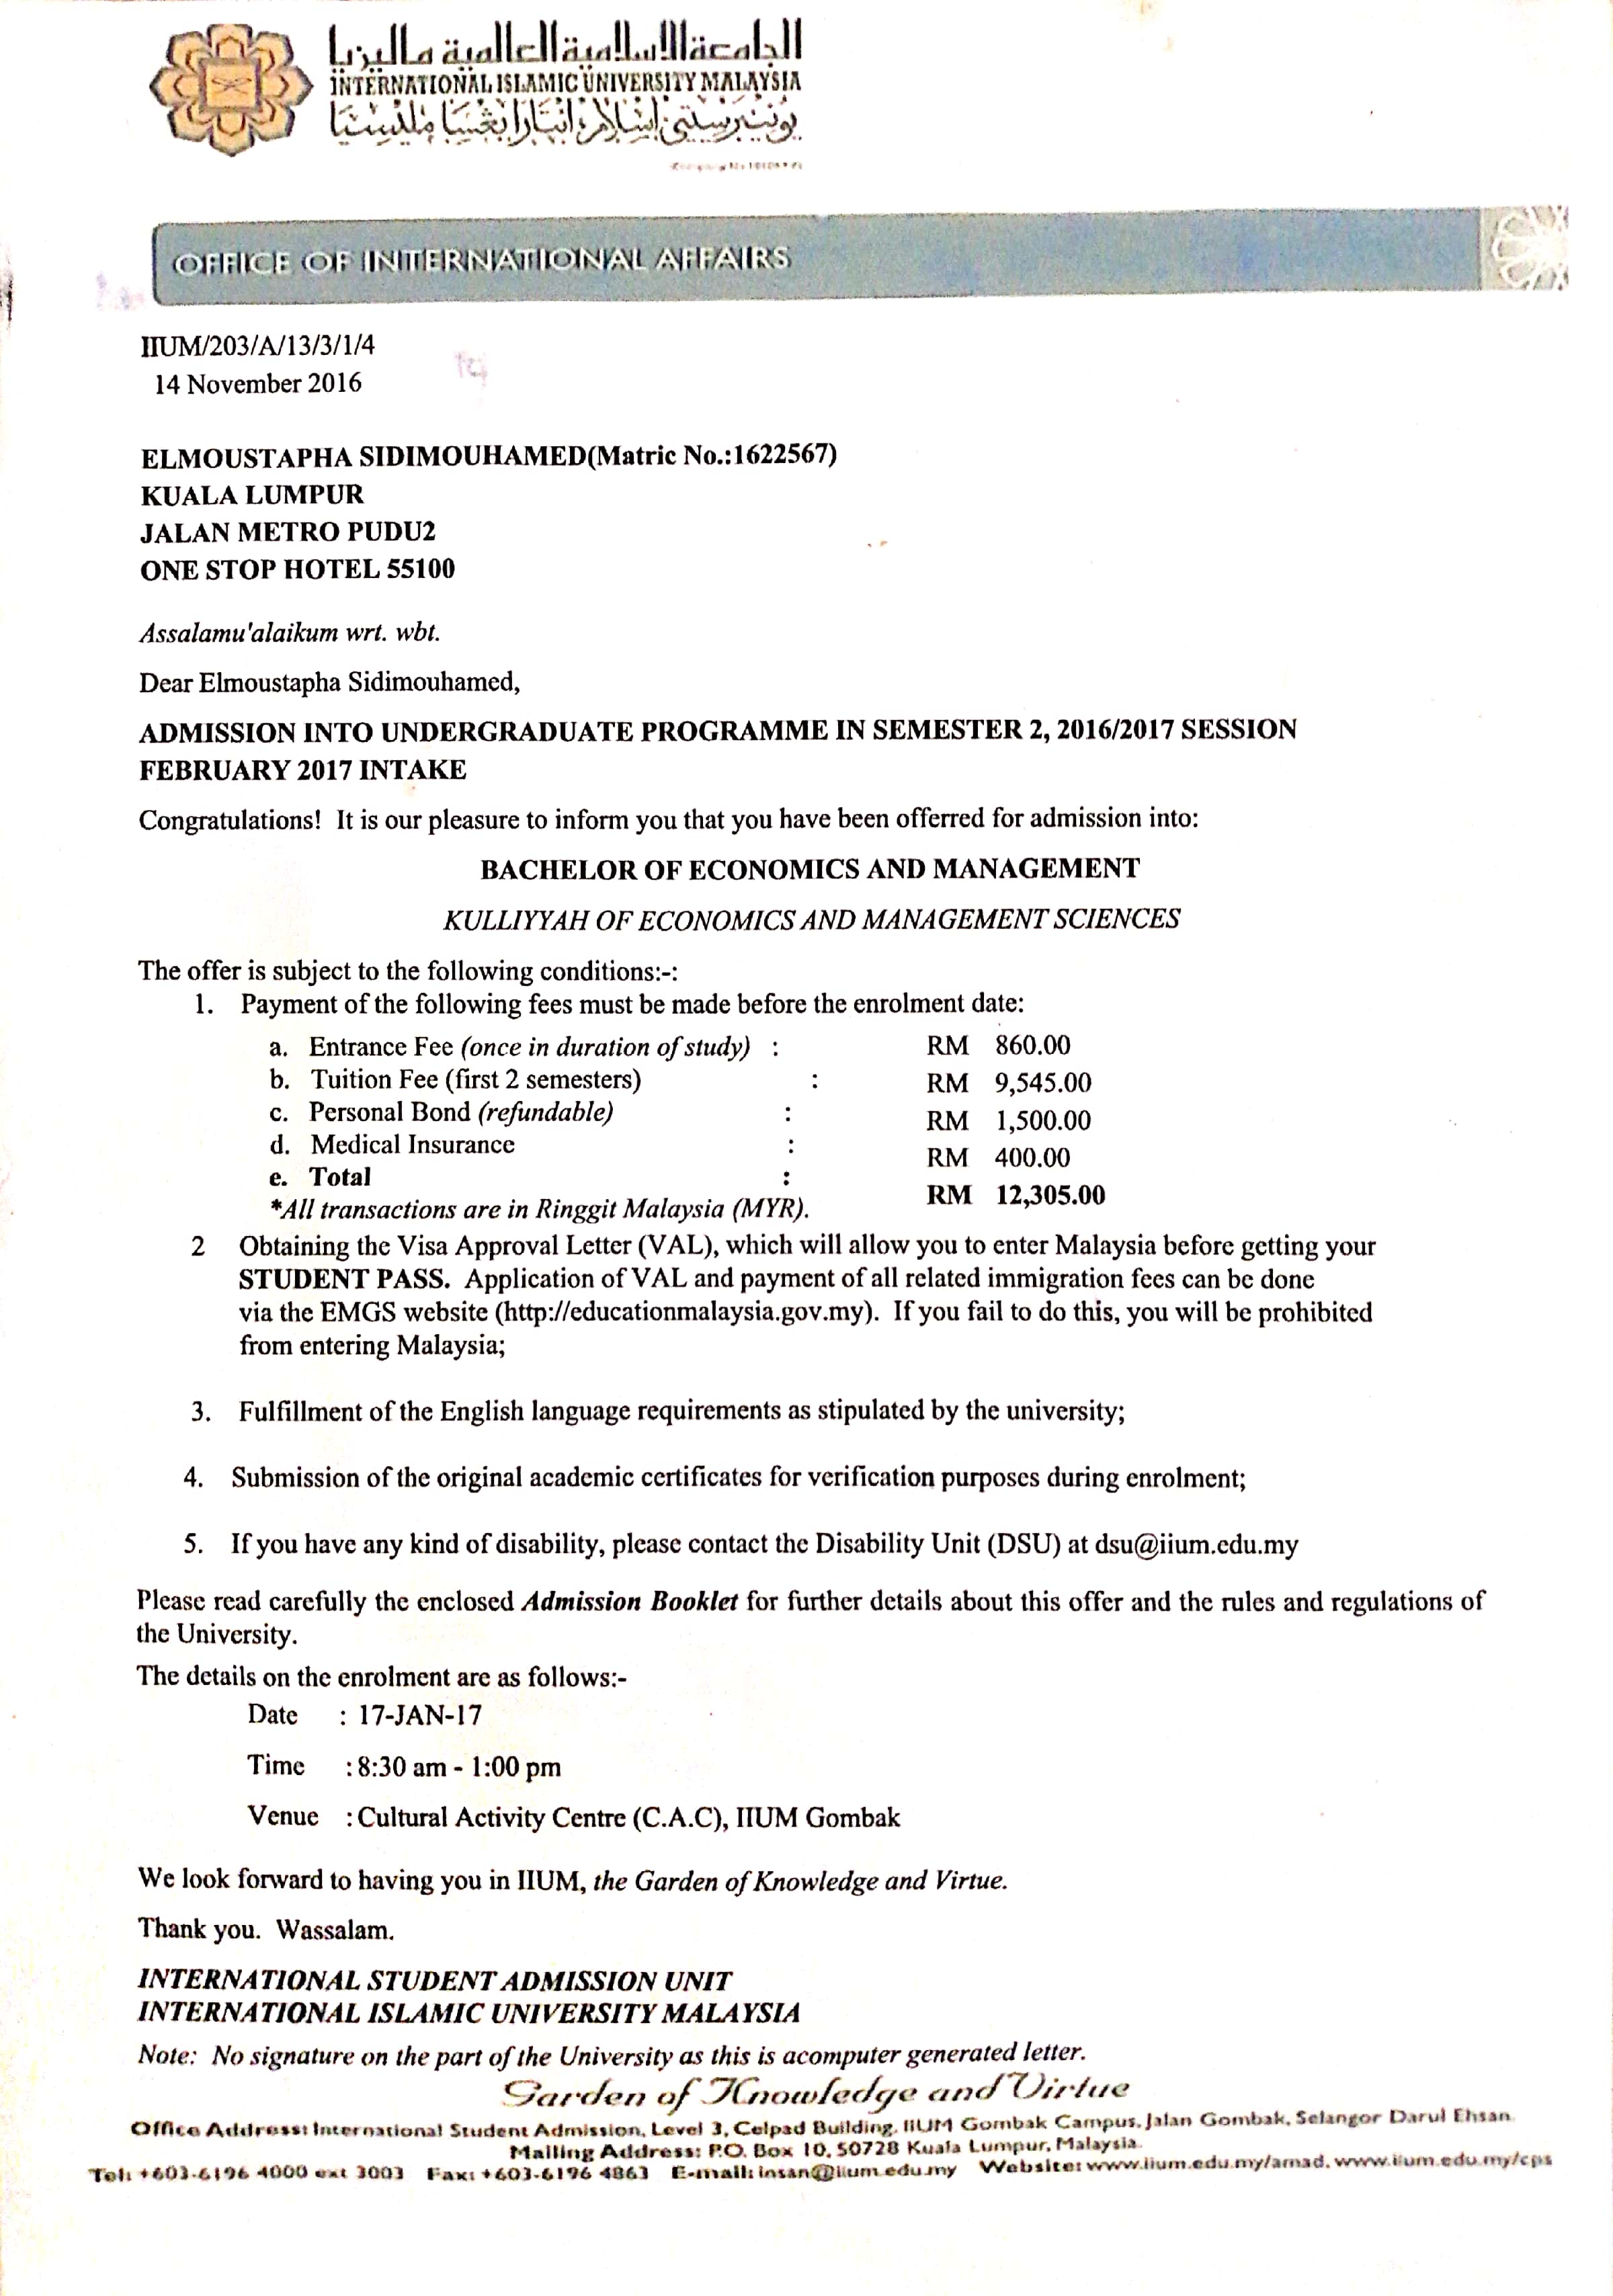 الجامعة الإسلامية العالمية ماليزيا
INTERNATIONAL ISLAMIC UNIVERSITY MALAYSIA
يونيۏرسيتي اسلام انتارابڠسا مليسيا
OFFICE OF INTERNATIONAL AFFAIRS
IIUM/203/A/13/3/1/4
14 November 2016
ELMOUSTAPHA SIDIMOUHAMED(Matric No.:1622567)
KUALA LUMPUR
JALAN METRO PUDU2
ONE STOP HOTEL 55100
Assalamu'alaikum wrt. wbt.
Dear Elmoustapha Sidimouhamed,
ADMISSION INTO UNDERGRADUATE PROGRAMME IN SEMESTER 2, 2016/2017 SESSION
FEBRUARY 2017 INTAKE
Congratulations! It is our pleasure to inform you that you have been offerred for admission into:
BACHELOR OF ECONOMICS AND MANAGEMENT
KULLIYYAH OF ECONOMICS AND MANAGEMENT SCIENCES
The offer is subject to the following conditions:-:
1. Payment of the following fees must be made before the enrolment date:
a. Entrance Fee (once in duration of study) : RM 860.00
b. Tuition Fee (first 2 semesters) : RM 9,545.00
c. Personal Bond (refundable) : RM 1,500.00
d. Medical Insurance : RM 400.00
e. Total : RM 12,305.00
*All transactions are in Ringgit Malaysia (MYR).
2 Obtaining the Visa Approval Letter (VAL), which will allow you to enter Malaysia before getting your
STUDENT PASS. Application of VAL and payment of all related immigration fees can be done
via the EMGS website (http://educationmalaysia.gov.my). If you fail to do this, you will be prohibited
from entering Malaysia;
3. Fulfillment of the English language requirements as stipulated by the university;
4. Submission of the original academic certificates for verification purposes during enrolment;
5. If you have any kind of disability, please contact the Disability Unit (DSU) at dsu@iium.edu.my
Please read carefully the enclosed Admission Booklet for further details about this offer and the rules and regulations of
the University.
The details on the enrolment are as follows:-
Date : 17-JAN-17
Time : 8:30 am - 1:00 pm
Venue : Cultural Activity Centre (C.A.C), IIUM Gombak
We look forward to having you in IIUM, the Garden of Knowledge and Virtue.
Thank you. Wassalam.
INTERNATIONAL STUDENT ADMISSION UNIT
INTERNATIONAL ISLAMIC UNIVERSITY MALAYSIA
Note: No signature on the part of the University as this is acomputer generated letter.
Garden of Knowledge and Virtue
Office Address: International Student Admission, Level 3, Celpad Building, IIUM Gombak Campus, Jalan Gombak, Selangor Darul Ehsan
Mailing Address: P.O. Box 10, 50728 Kuala Lumpur, Malaysia
Tel: +603-6196 4000 ext 3003 Fax: +603-6196 4863 E-mail: insan@iium.edu.my Website: www.iium.edu.my/amad, www.iium.edu.my/cps